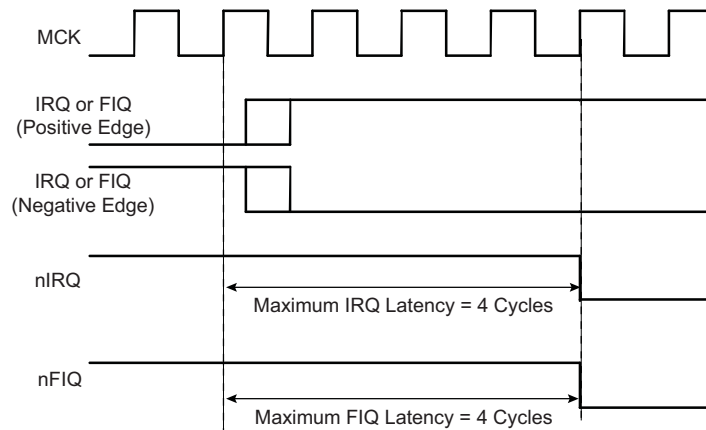 MCK
IRQ or FIQ
(Positive Edge)
IRQ or FIQ
(Negative Edge)
nIRQ
Maximum IRQ Latency = 4 Cycles
nFIQ
Maximum FIQ Latency = 4 Cycles